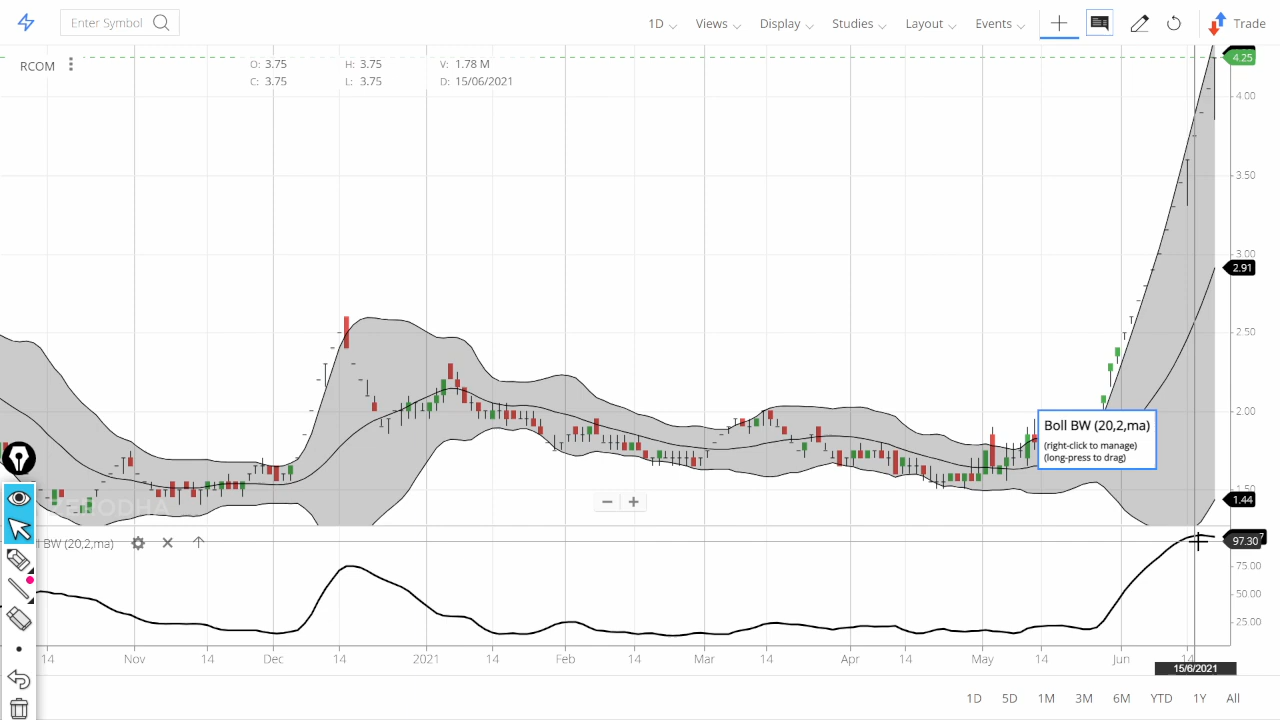 Enter Symbol 1D Views Display Studies Layout Events Trade
RCOM O: 3.75 H: 3.75 V: 1.78 M
C: 3.75 L: 3.75 D: 15/06/2021
4.25
4.00
3.50
3.00
2.91
2.50
2.00
Boll BW (20,2,ma)
(right-click to manage)
(long-press to drag)
1.50
1.44
ZERODHA
BW (20,2,ma)
97.30
75.00
50.00
25.00
14 Nov 14 Dec 14 2021 14 Feb 14 Mar 14 Apr 14 May 14 Jun 14
15/6/2021
1D 5D 1M 3M 6M YTD 1Y All